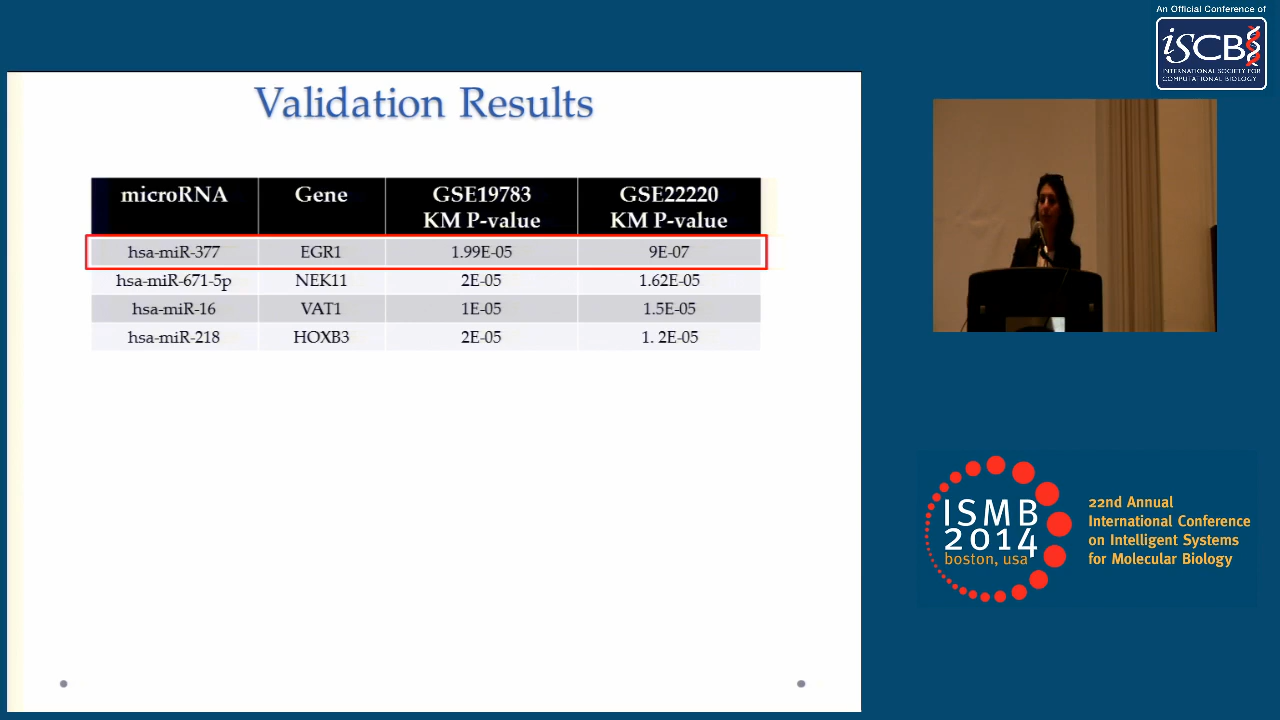 An Official Conference of
iSCB
INTERNATIONAL SOCIETY FOR
COMPUTATIONAL BIOLOGY
Validation Results
microRNA Gene GSE19783 KM P-value GSE22220 KM P-value
hsa-miR-377 EGR1 1.99E-05 9E-07
hsa-miR-671-5p NEK11 2E-05 1.62E-05
hsa-miR-16 VAT1 1E-05 1.5E-05
hsa-miR-218 HOXB3 2E-05 1. 2E-05
ISMB
2014
boston, usa
22nd Annual
International Conference
on Intelligent Systems
for Molecular Biology